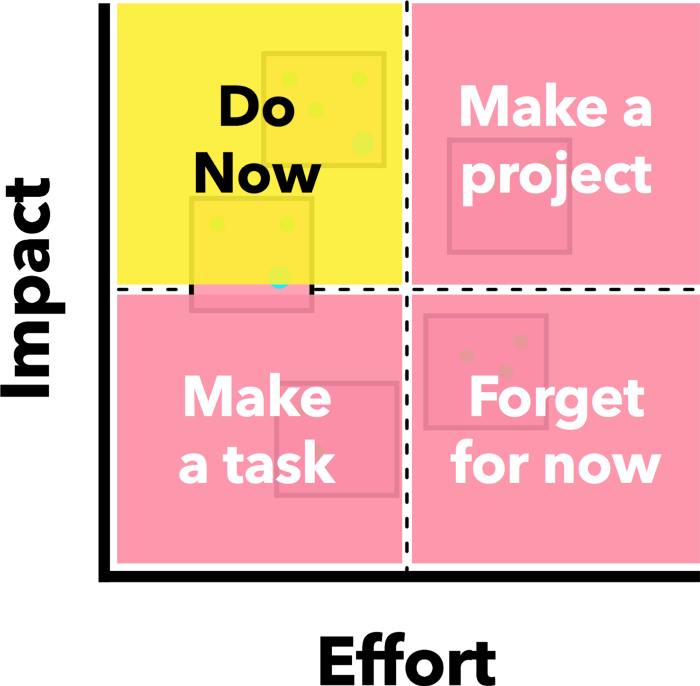 Do
Now
Make a
project
Impact
Make
a task
Forget
for now
Effort